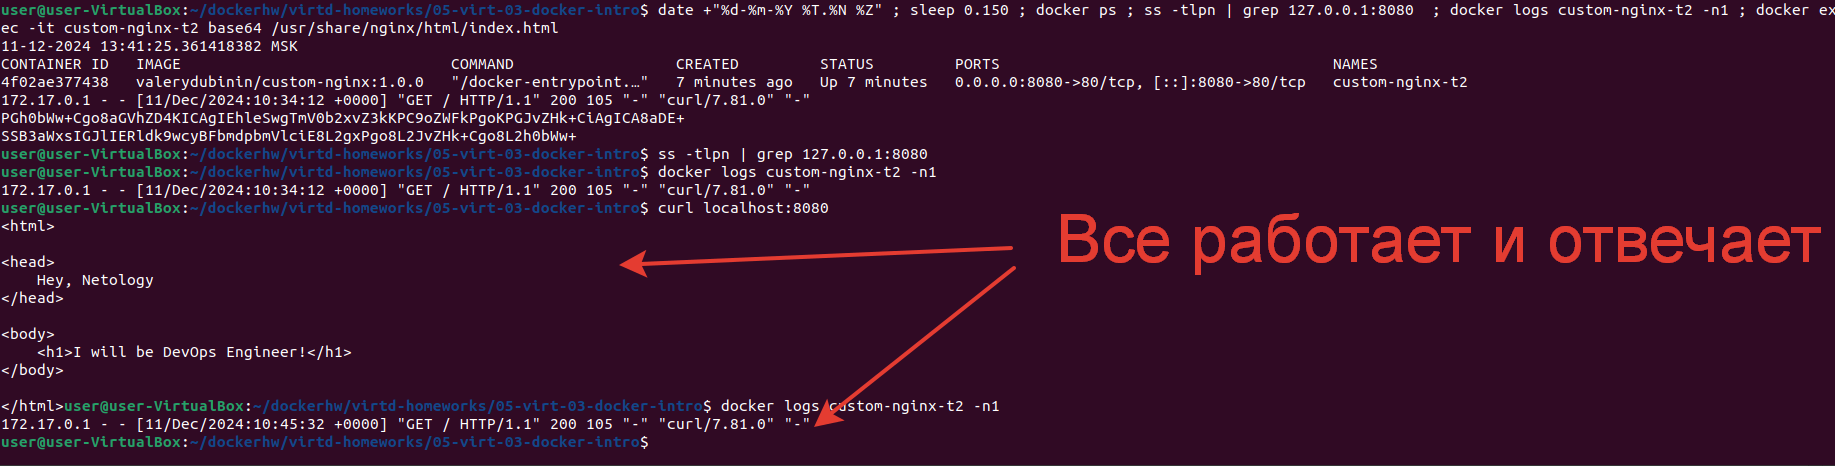 user@user-VirtualBox:~/dockerhw/virtd-homeworks/05-virt-03-docker-intro$ date +"%d-%m-%Y %T.%N %Z" ; sleep 0.150 ; docker ps ; ss -tlpn | grep 127.0.0.1:8080  ; docker logs custom-nginx-t2 -n1 ; docker ex
ec -it custom-nginx-t2 base64 /usr/share/nginx/html/index.html
11-12-2024 13:41:25.361418382 MSK
CONTAINER ID   IMAGE                           COMMAND                  CREATED         STATUS         PORTS                                     NAMES
4f02ae377438   valerydubinin/custom-nginx:1.0.0   "/docker-entrypoint.…"   7 minutes ago   Up 7 minutes   0.0.0.0:8080->80/tcp, [::]:8080->80/tcp   custom-nginx-t2
172.17.0.1 - - [11/Dec/2024:10:34:12 +0000] "GET / HTTP/1.1" 200 105 "-" "curl/7.81.0" "-"
PGh0bWw+Cgo8aGVhZD4KICAgIEhleSwgTmV0b2xvZ3kKPC9oZWFkPgoKPGJvZHk+CiAgICA8aDE+
SSB3aWxsIGJlIERldk9wcyBFbmdpbmVlciE8L2gxPgo8L2JvZHk+Cgo8L2h0bWw+
user@user-VirtualBox:~/dockerhw/virtd-homeworks/05-virt-03-docker-intro$ ss -tlpn | grep 127.0.0.1:8080
user@user-VirtualBox:~/dockerhw/virtd-homeworks/05-virt-03-docker-intro$ docker logs custom-nginx-t2 -n1
172.17.0.1 - - [11/Dec/2024:10:34:12 +0000] "GET / HTTP/1.1" 200 105 "-" "curl/7.81.0" "-"
user@user-VirtualBox:~/dockerhw/virtd-homeworks/05-virt-03-docker-intro$ curl localhost:8080
<html>
<head>
Hey, Netology
</head>
<body>
<h1>I will be DevOps Engineer!</h1>
</body>
</html>user@user-VirtualBox:~/dockerhw/virtd-homeworks/05-virt-03-docker-intro$ docker logs custom-nginx-t2 -n1
172.17.0.1 - - [11/Dec/2024:10:45:32 +0000] "GET / HTTP/1.1" 200 105 "-" "curl/7.81.0" "-"
user@user-VirtualBox:~/dockerhw/virtd-homeworks/05-virt-03-docker-intro$
Все работает и отвечает